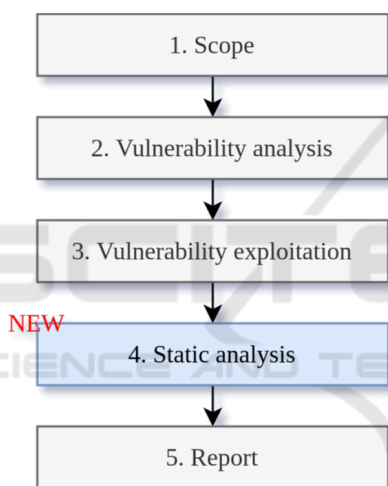 1. Scope
2. Vulnerability analysis
3. Vulnerability exploitation
NEW
4. Static analysis
5. Report